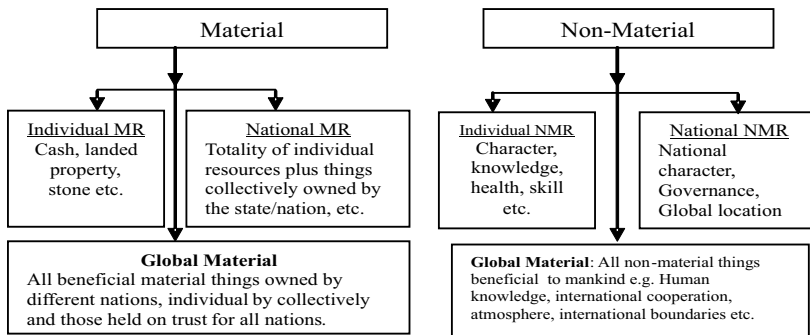 Material
Non-Material
Individual MR
Cash, landed
property,
stone etc.
National MR
Totality of individual
resources plus things
collectively owned by
the state/nation, etc.
Individual NMR
Character,
knowledge,
health, skill
etc.
National NMR
National
character,
Governance,
Global location
Global Material
All beneficial material things owned by
different nations, individual by collectively
and those held on trust for all nations.
Global Material: All non-material things
beneficial to mankind e.g. Human
knowledge, international cooperation,
atmosphere, international boundaries etc.